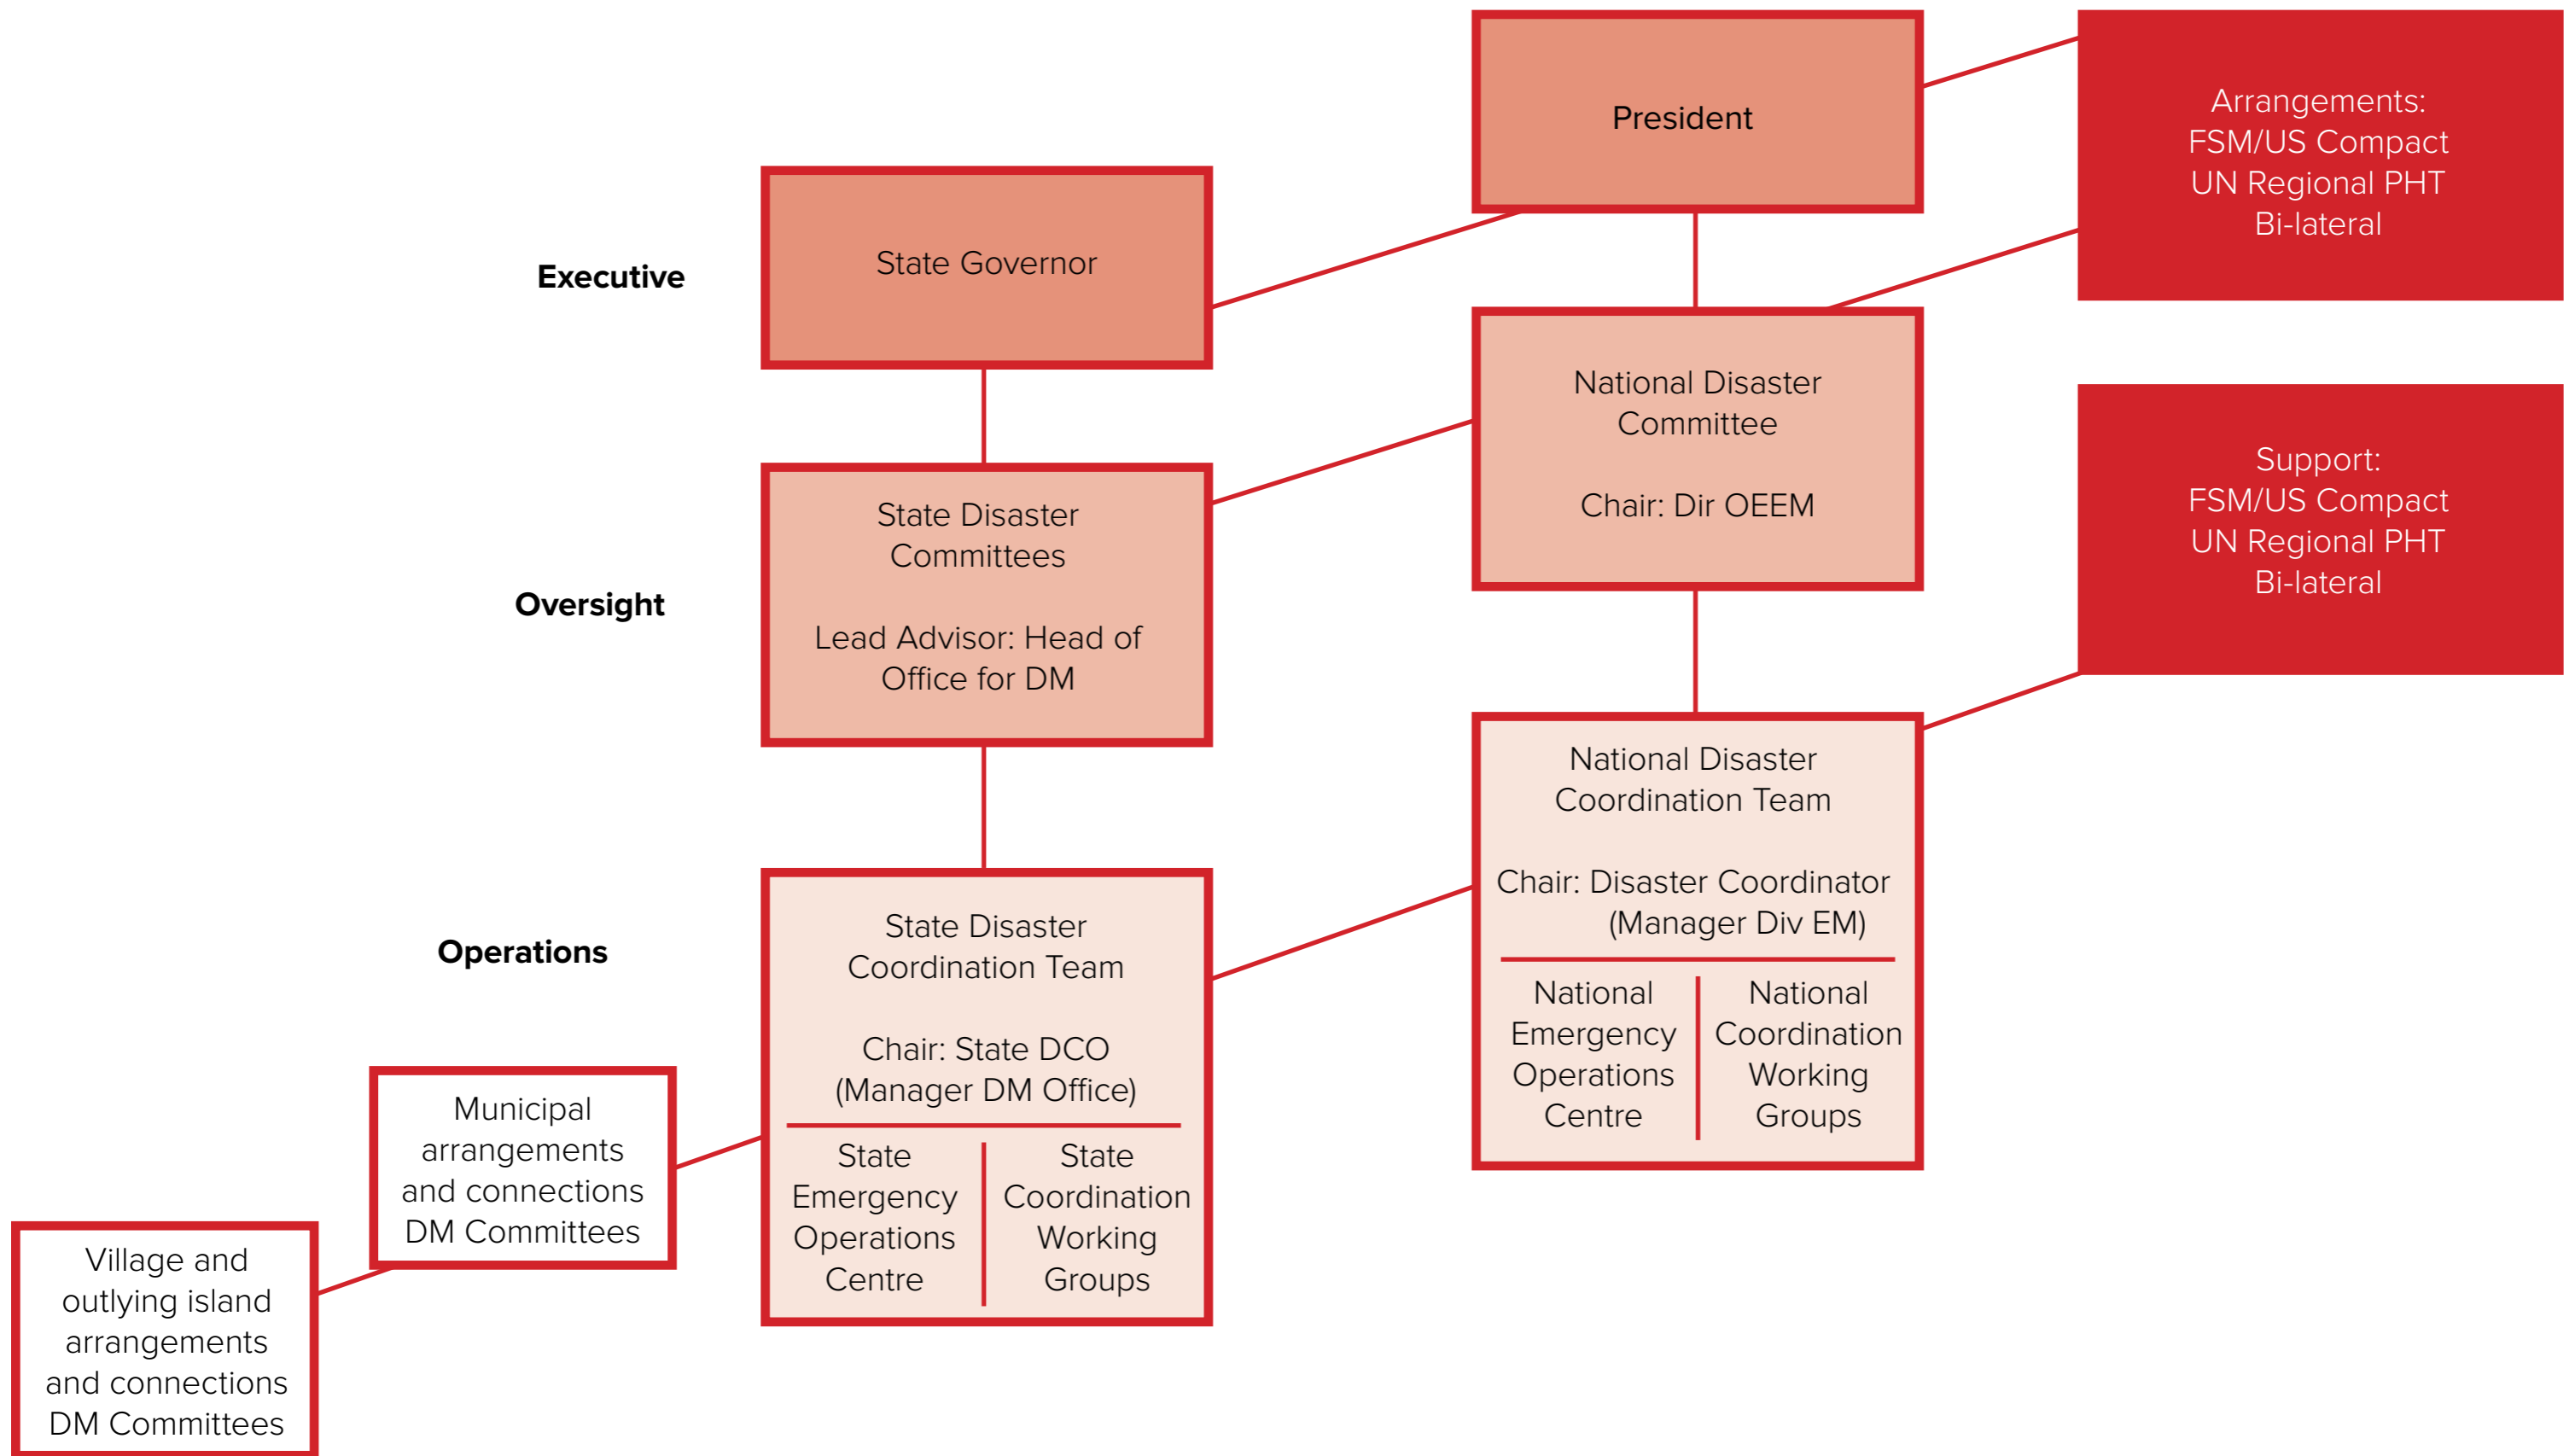 President
Arrangements:
FSM/US Compact
UN Regional PHT
Bi-lateral
Executive
State Governor
National Disaster
Committee
Chair: Dir OEEM
Support:
FSM/US Compact
UN Regional PHT
Bi-lateral
Oversight
State Disaster
Committees
Lead Advisor: Head of
Office for DM
National Disaster
Coordination Team
Chair: Disaster Coordinator
(Manager Div EM)
National
Emergency
Operations
Centre
National
Coordination
Working
Groups
Operations
State Disaster
Coordination Team
Chair: State DCO
(Manager DM Office)
State
Emergency
Operations
Centre
State
Coordination
Working
Groups
Municipal
arrangements
and connections
DM Committees
Village and
outlying island
arrangements
and connections
DM Committees